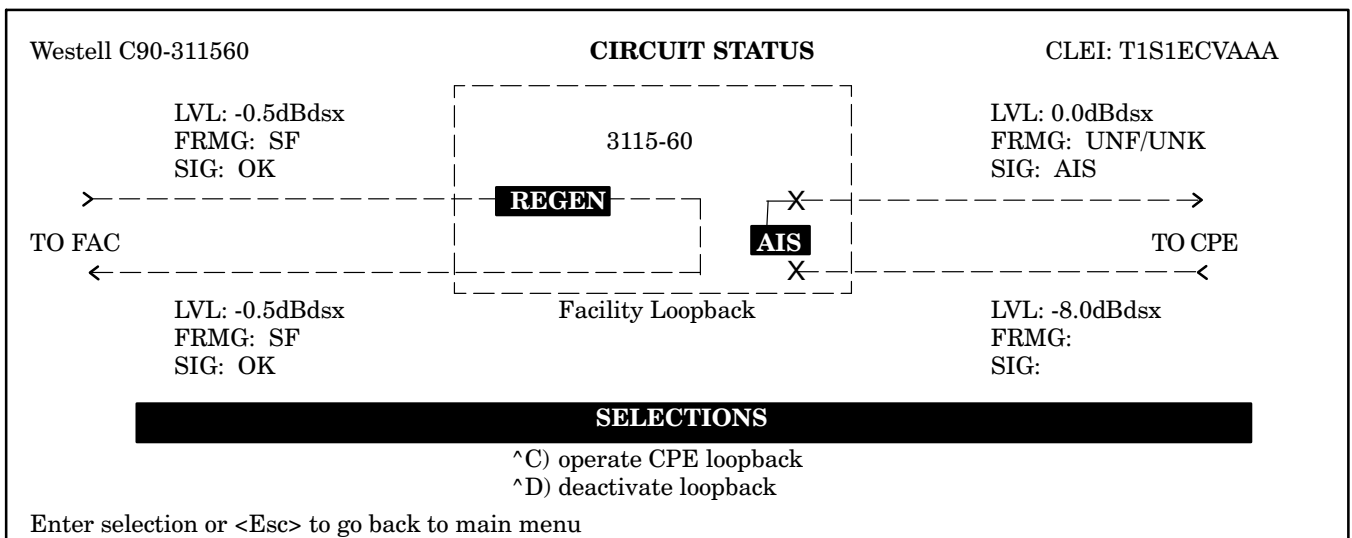 Westell C90-311560 CIRCUIT STATUS CLEI: T1S1ECVAAA
LVL: -0.5dBdsx
FRMG: SF
SIG: OK
3115-60
LVL: 0.0dBdsx
FRMG: UNF/UNK
SIG: AIS
REGEN
X
TO FAC
AIS
TO CPE
X
LVL: -0.5dBdsx
FRMG: SF
SIG: OK
Facility Loopback
LVL: -8.0dBdsx
FRMG:
SIG:
SELECTIONS
^C) operate CPE loopback
^D) deactivate loopback
Enter selection or <Esc> to go back to main menu